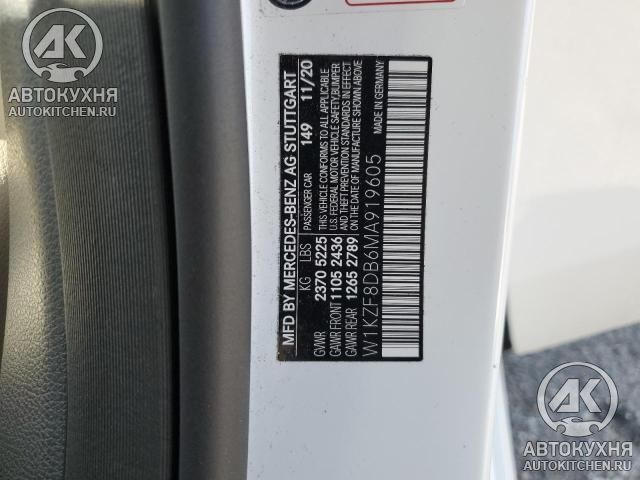 MFD BY MERCEDES-BENZ AG STUTTGART
KG LBS PASSENGER CAR 149 11/20
GVWR 2370 5225 THIS VEHICLE CONFORMS TO ALL APPLICABLE
GAWR FRONT 1105 2436 U.S. FEDERAL MOTOR VEHICLE SAFETY, BUMPER
GAWR REAR 1265 2789 AND THEFT PREVENTION STANDARDS IN EFFECT
ON THE DATE OF MANUFACTURE SHOWN ABOVE
W1KZF8DB6MA919605 MADE IN GERMANY
AK
АВТОКУХНЯ
AUTOKITCHEN.RU
AK
АВТОКУХНЯ
AUTOKITCHEN.RU